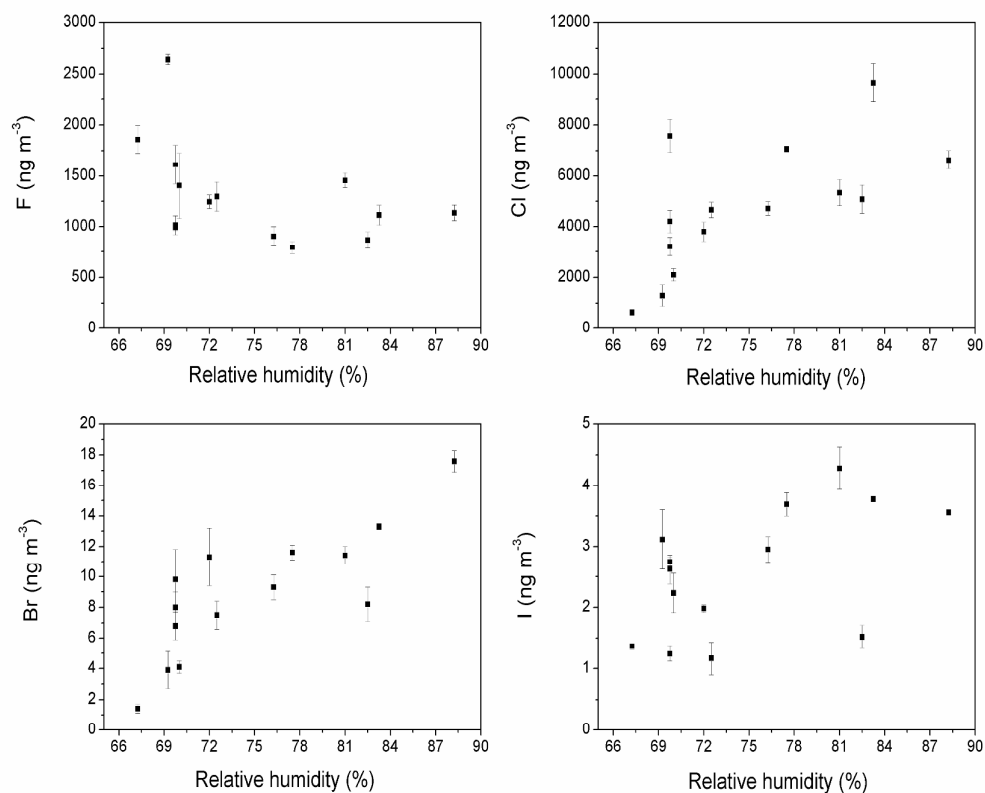 3000
2500
2000
1500
1000
500
0
F (ng m⁻³)
66 69 72 75 78 81 84 87 90
Relative humidity (%)
12000
10000
8000
6000
4000
2000
0
Cl (ng m⁻³)
66 69 72 75 78 81 84 87 90
Relative humidity (%)
20
18
16
14
12
10
8
6
4
2
0
Br (ng m⁻³)
66 69 72 75 78 81 84 87 90
Relative humidity (%)
5
4
3
2
1
0
I (ng m⁻³)
66 69 72 75 78 81 84 87 90
Relative humidity (%)